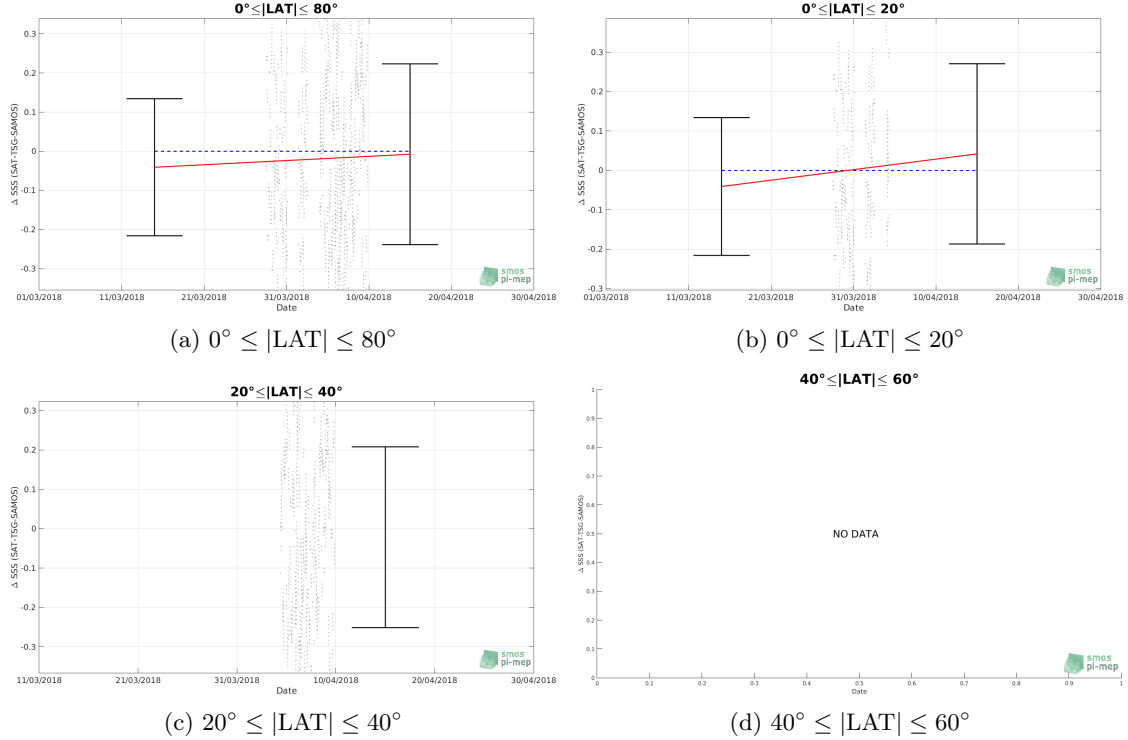 0°≤|LAT|≤ 80°
Δ SSS (SAT-TSG-SAMOS)
0.3
0.2
0.1
0
-0.1
-0.2
-0.3
01/03/2018 11/03/2018 21/03/2018 31/03/2018 10/04/2018 20/04/2018 30/04/2018
Date
smos
pi-mep
(a) 0° ≤ |LAT| ≤ 80°
0°≤|LAT|≤ 20°
Δ SSS (SAT-TSG-SAMOS)
0.3
0.2
0.1
0
-0.1
-0.2
-0.3
01/03/2018 11/03/2018 21/03/2018 31/03/2018 10/04/2018 20/04/2018 30/04/2018
Date
smos
pi-mep
(b) 0° ≤ |LAT| ≤ 20°
20°≤|LAT|≤ 40°
Δ SSS (SAT-TSG-SAMOS)
0.3
0.2
0.1
0
-0.1
-0.2
-0.3
11/03/2018 21/03/2018 31/03/2018 10/04/2018 20/04/2018 30/04/2018
Date
smos
pi-mep
(c) 20° ≤ |LAT| ≤ 40°
40°≤|LAT|≤ 60°
Δ SSS (SAT-TSG-SAMOS)
1
0.9
0.8
0.7
0.6
0.5
0.4
0.3
0.2
0.1
0
NO DATA
0 0.1 0.2 0.3 0.4 0.5 0.6 0.7 0.8 0.9 1
Date
smos
pi-mep
(d) 40° ≤ |LAT| ≤ 60°